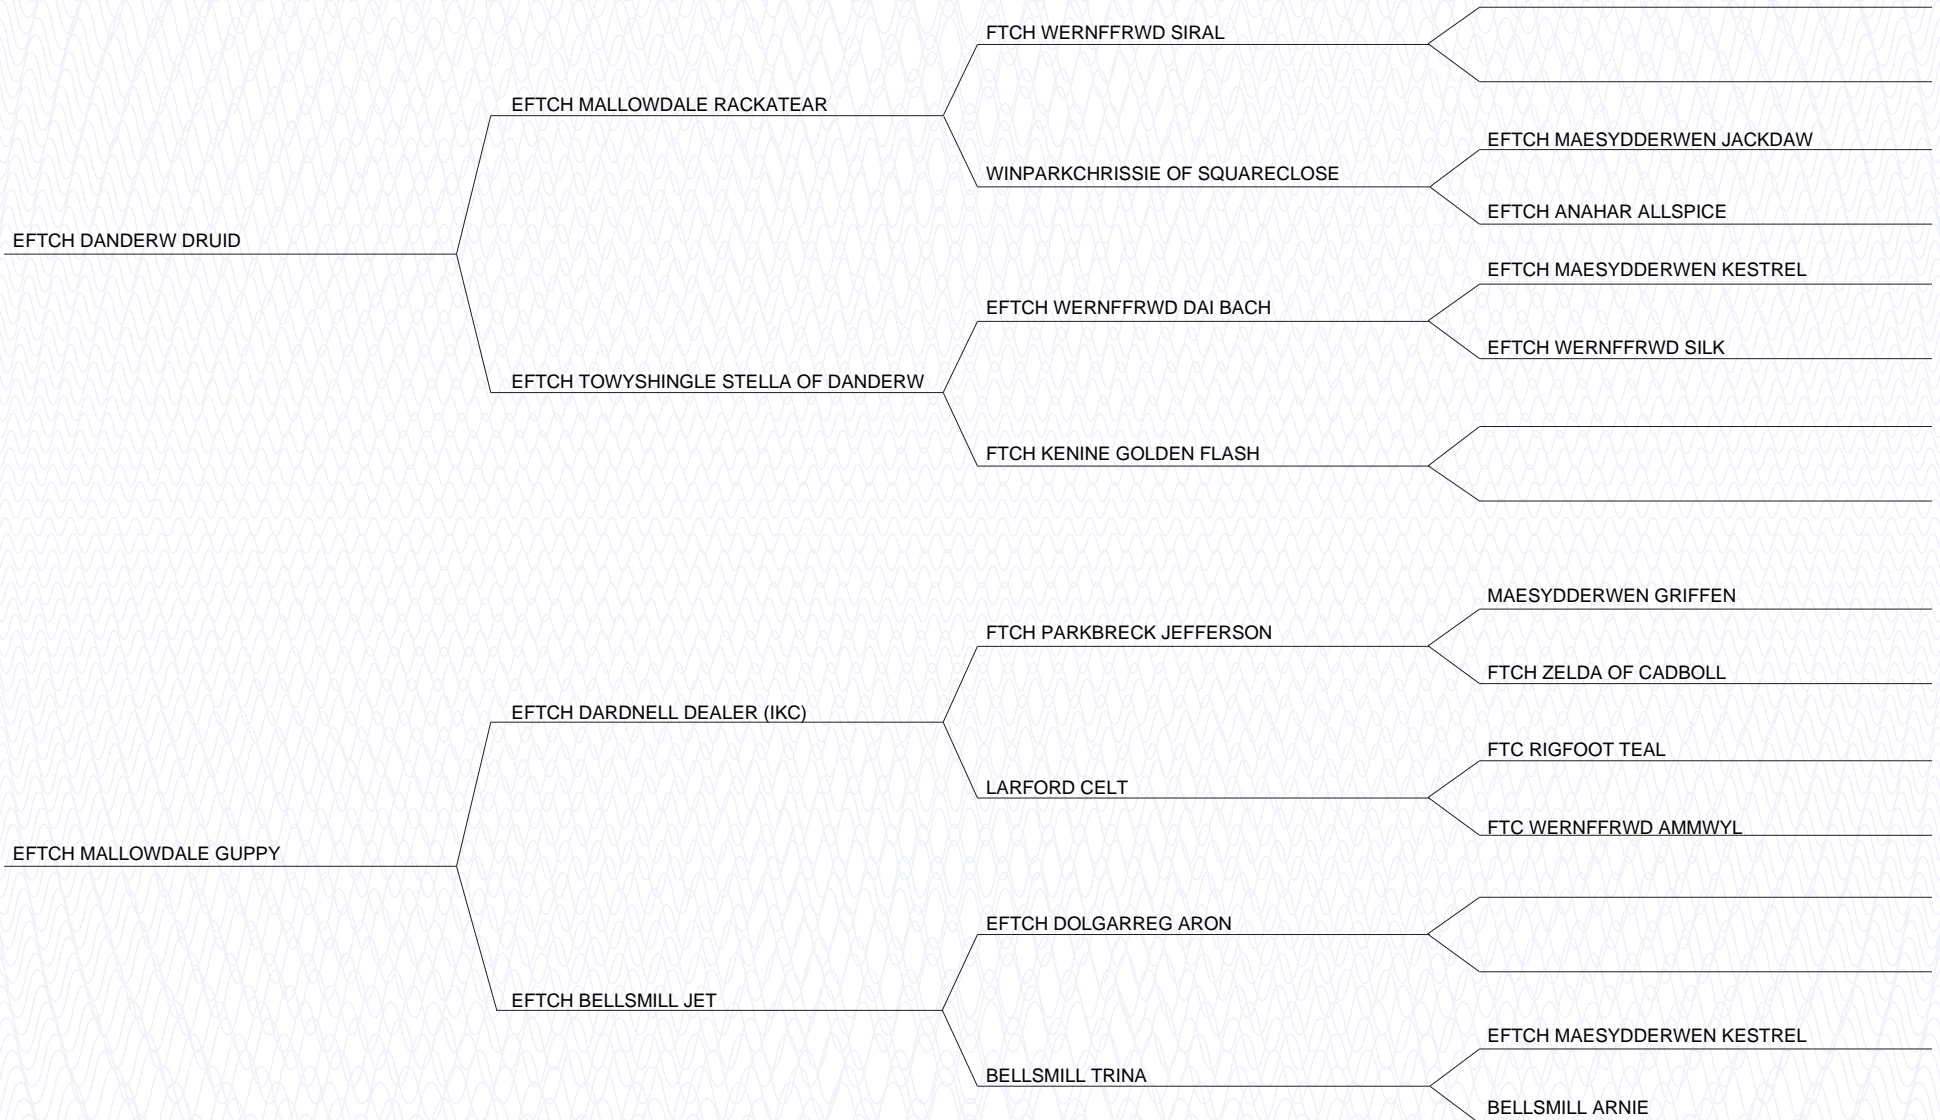 FTCH WERNFFRWD SIRAL
EFTCH MALLOWDALE RACKATEAR
EFTCH MAESYDDERWEN JACKDAW
WINPARKCHRISSIE OF SQUARECLOSE
EFTCH ANAHAR ALLSPICE
EFTCH DANDERW DRUID
EFTCH MAESYDDERWEN KESTREL
EFTCH WERNFFRWD DAI BACH
EFTCH WERNFFRWD SILK
EFTCH TOWYSHINGLE STELLA OF DANDERW
FTCH KENINE GOLDEN FLASH
MAESYDDERWEN GRIFFEN
FTCH PARKBRECK JEFFERSON
FTCH ZELDA OF CADBOLL
EFTCH DARDNELL DEALER (IKC)
FTC RIGFOOT TEAL
LARFORD CELT
FTC WERNFFRWD AMMWYL
EFTCH MALLOWDALE GUPPY
EFTCH DOLGARREG ARON
EFTCH BELLSMILL JET
EFTCH MAESYDDERWEN KESTREL
BELLSMILL TRINA
BELLSMILL ARNIE